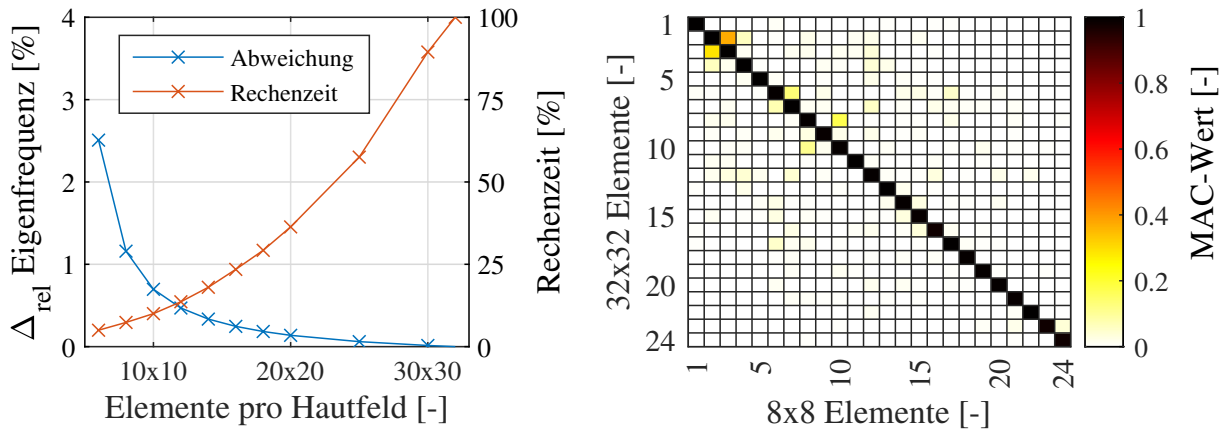 Δrel Eigenfrequenz [%]
4
3
2
1
0
Abweichung
Rechenzeit
100
75
50
25
0
Rechenzeit [%]
10x10
20x20
30x30
Elemente pro Hautfeld [-]
32x32 Elemente [-]
1
5
10
15
20
24
1
5
10
15
20
24
8x8 Elemente [-]
1
0.8
0.6
0.4
0.2
0
MAC-Wert [-]